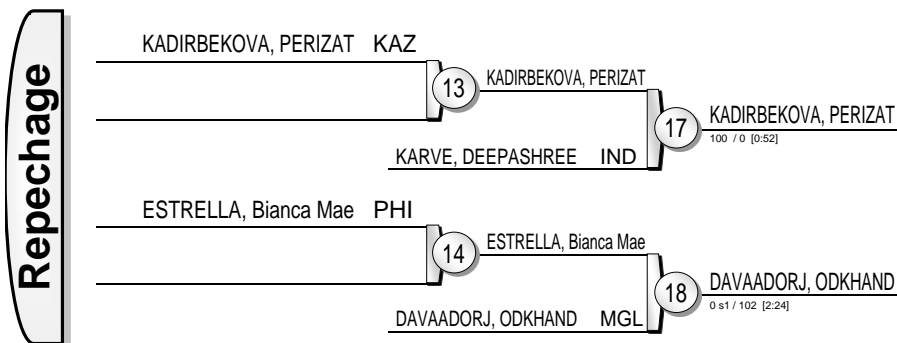 Repechage
KADIRBEKOVA, PERIZAT KAZ
13
KADIRBEKOVA, PERIZAT
KARVE, DEEPASHREE IND
17
KADIRBEKOVA, PERIZAT
100 / 0 [0:52]
ESTRELLA, Bianca Mae PHI
14
ESTRELLA, Bianca Mae
DAVAADORJ, ODKHAND MGL
18
DAVAADORJ, ODKHAND
0 s1 / 102 [2:24]